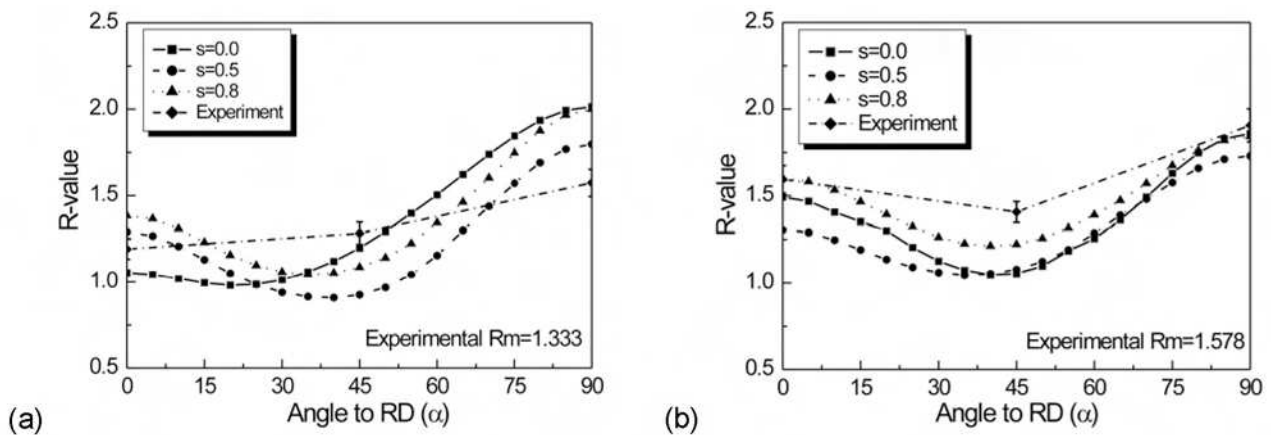 2.5
2.0
1.5
1.0
0.5
R-value
s=0.0
s=0.5
s=0.8
Experiment
Experimental Rm=1.333
0 15 30 45 60 75 90
Angle to RD (α)
(a)
2.5
2.0
1.5
1.0
0.5
R-value
s=0.0
s=0.5
s=0.8
Experiment
Experimental Rm=1.578
0 15 30 45 60 75 90
Angle to RD (α)
(b)